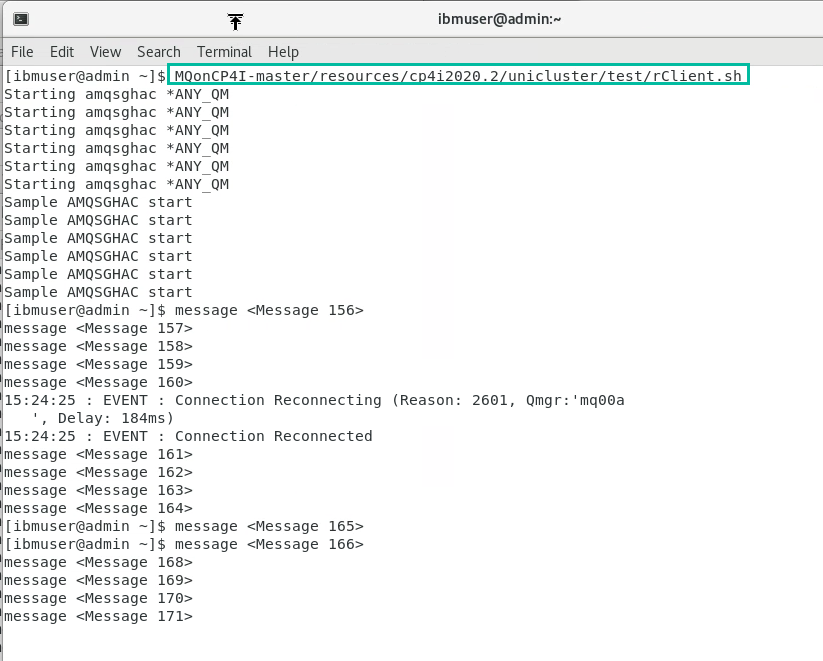 ibmuser@admin:~
File Edit View Search Terminal Help
[ibmuser@admin ~]$ MQonCP4I-master/resources/cp4i2020.2/unicluster/test/rClient.sh
Starting amqsghac *ANY_QM
Starting amqsghac *ANY_QM
Starting amqsghac *ANY_QM
Starting amqsghac *ANY_QM
Starting amqsghac *ANY_QM
Starting amqsghac *ANY_QM
Sample AMQSGHAC start
Sample AMQSGHAC start
Sample AMQSGHAC start
Sample AMQSGHAC start
Sample AMQSGHAC start
Sample AMQSGHAC start
[ibmuser@admin ~]$ message <Message 156>
message <Message 157>
message <Message 158>
message <Message 159>
message <Message 160>
15:24:25 : EVENT : Connection Reconnecting (Reason: 2601, Qmgr:'mq00a
', Delay: 184ms)
15:24:25 : EVENT : Connection Reconnected
message <Message 161>
message <Message 162>
message <Message 163>
message <Message 164>
[ibmuser@admin ~]$ message <Message 165>
[ibmuser@admin ~]$ message <Message 166>
message <Message 168>
message <Message 169>
message <Message 170>
message <Message 171>